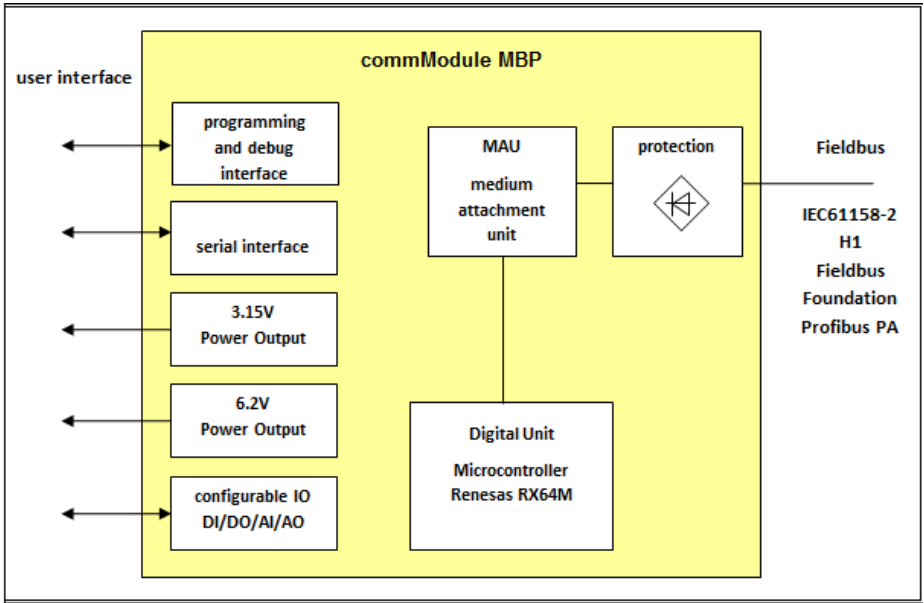 commModule MBP
user interface
programming
and debug
interface
serial interface
3.15V
Power Output
6.2V
Power Output
configurable IO
DI/DO/AI/AO
MAU
medium
attachment
unit
protection
Digital Unit
Microcontroller
Renesas RX64M
Fieldbus
IEC61158-2
H1
Fieldbus
Foundation
Profibus PA